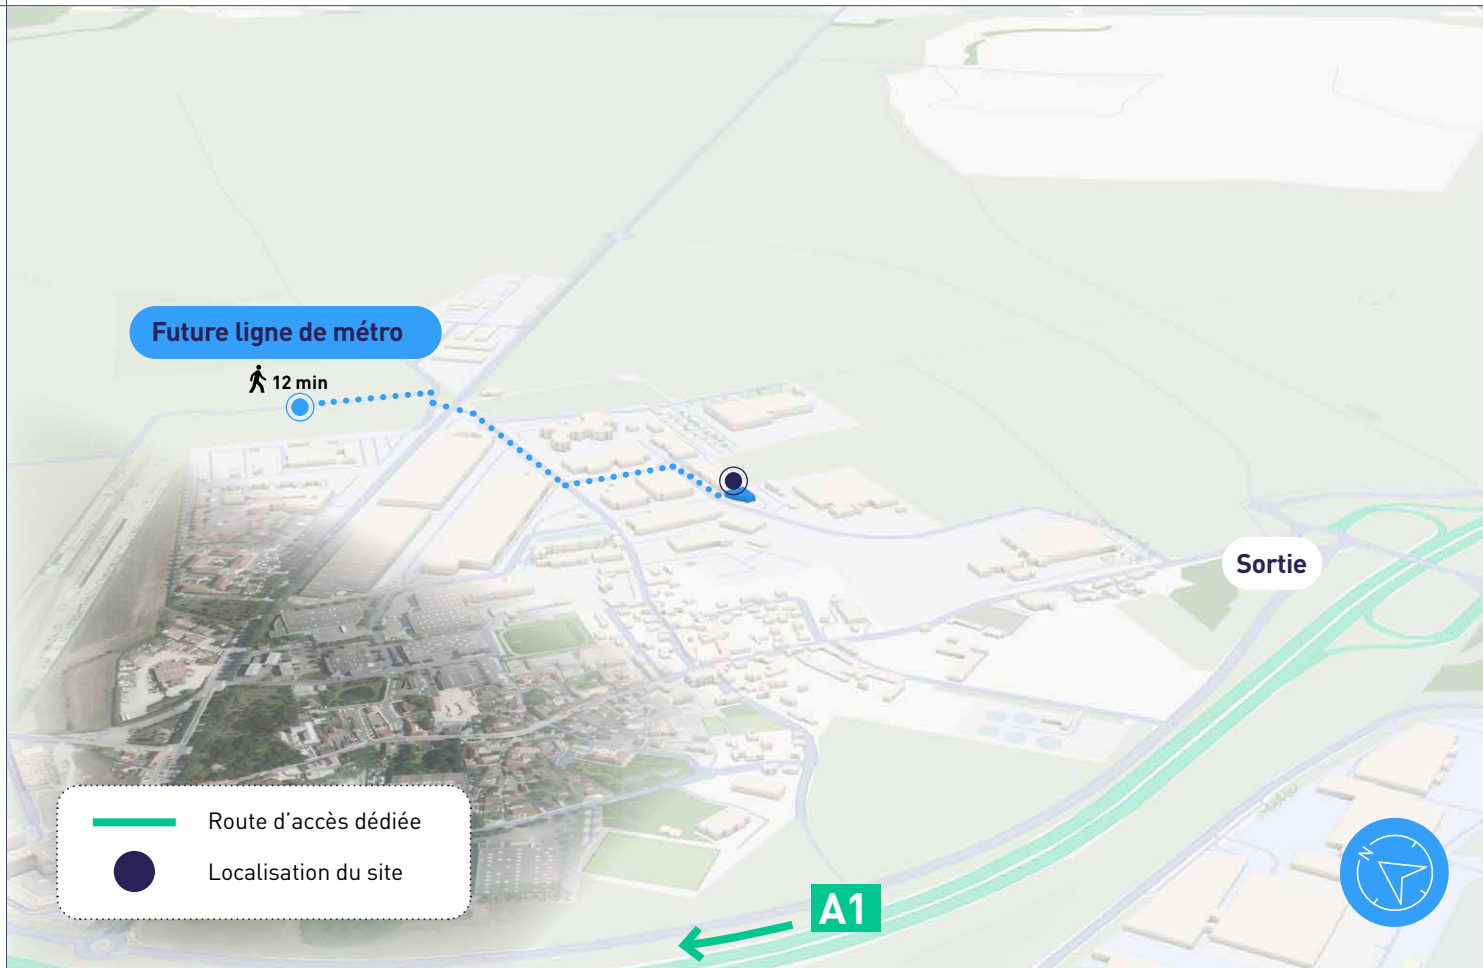 Future ligne de métro
12 min
Sortie
Route d'accès dédiée
Localisation du site
A1
N